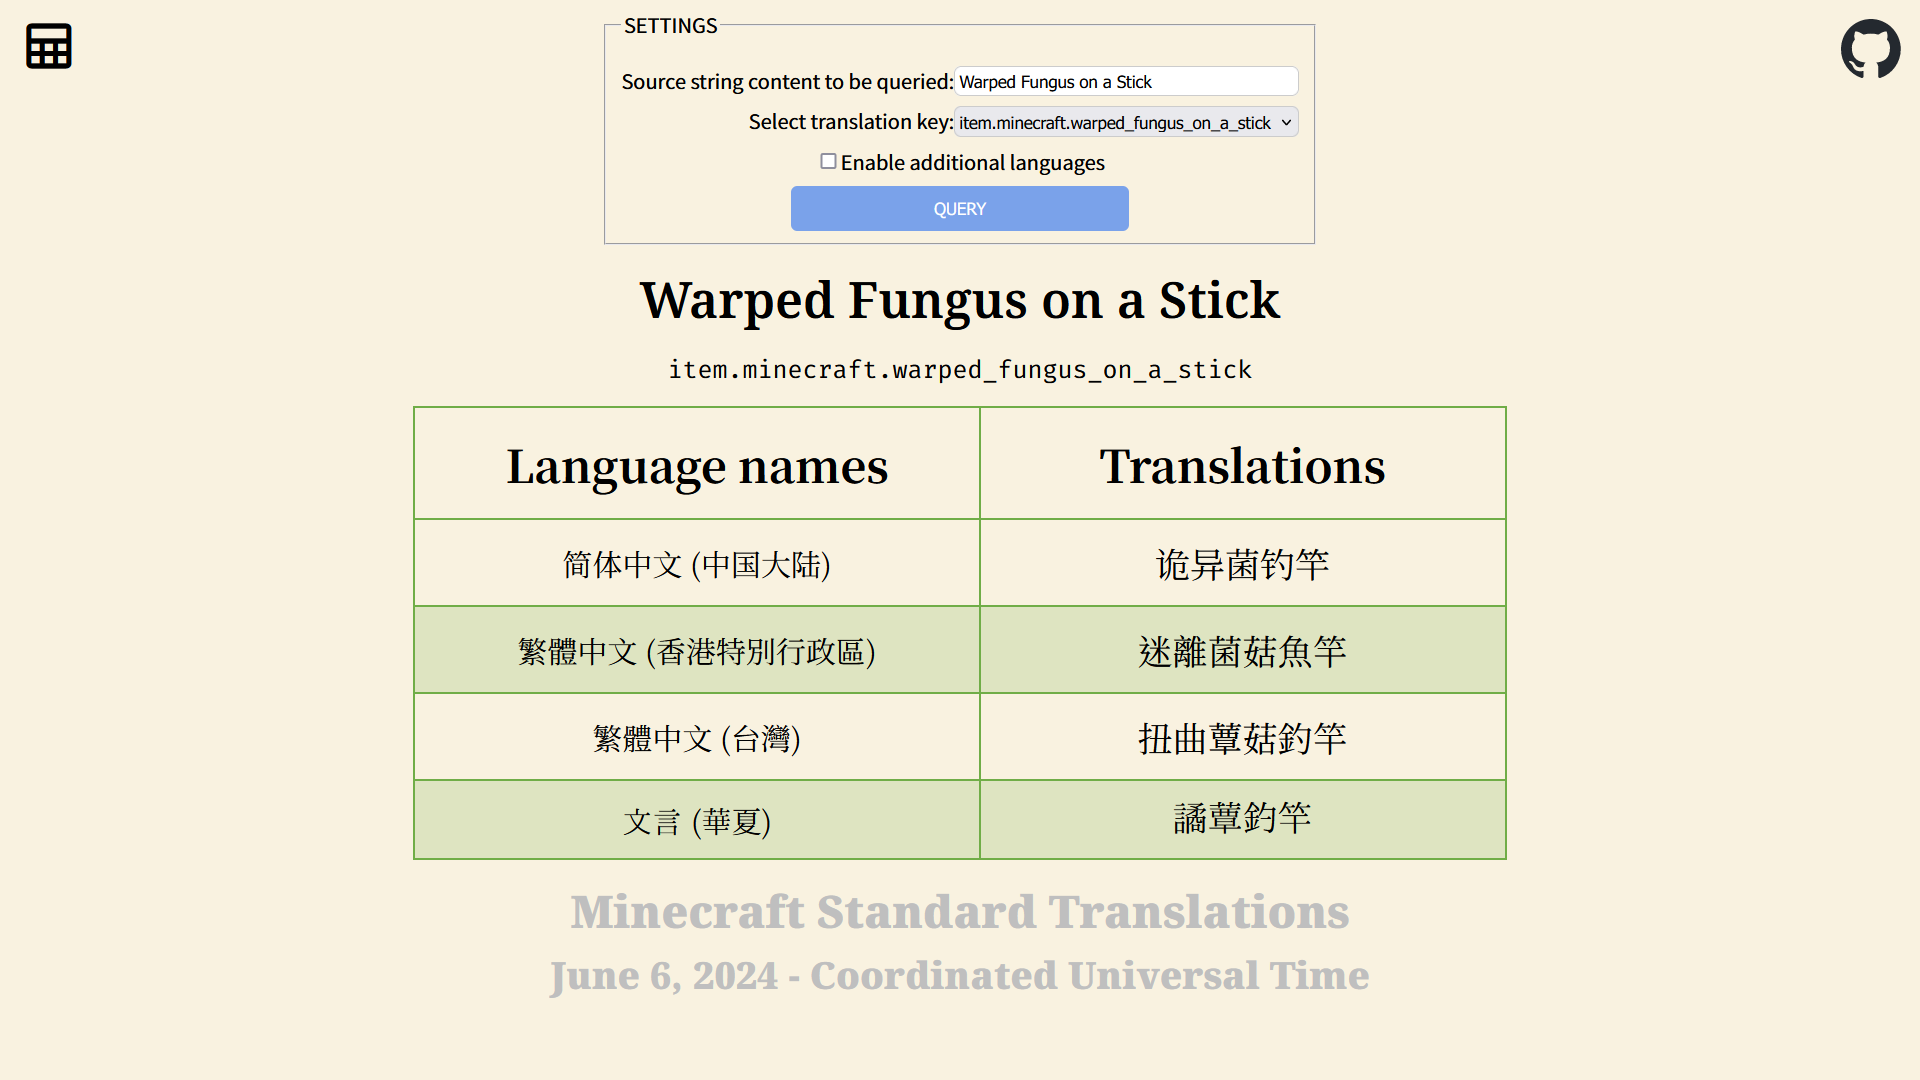 SETTINGS
Source string content to be queried: Warped Fungus on a Stick
Select translation key: item.minecraft.warped_fungus_on_a_stick
Enable additional languages
QUERY
Warped Fungus on a Stick
item.minecraft.warped_fungus_on_a_stick
Language names Translations
简体中文 (中国大陆) 诡异菌钓竿
繁體中文 (香港特別行政區) 迷離菌菇魚竿
繁體中文 (台灣) 扭曲蕈菇釣竿
文言 (華夏) 譎蕈釣竿
Minecraft Standard Translations
June 6, 2024 - Coordinated Universal Time